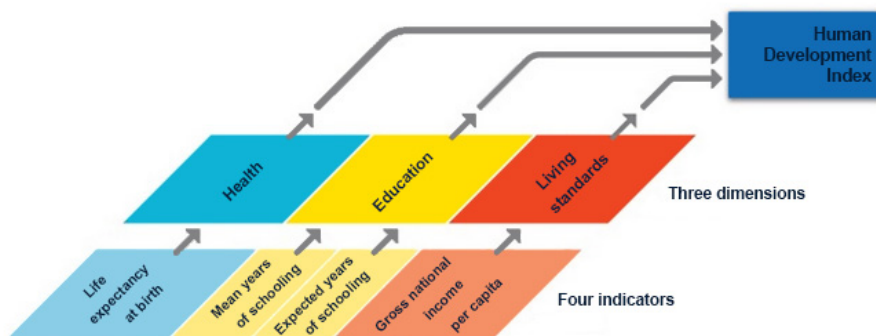 Human
Development
Index
Health
Education
Living
standards
Three dimensions
Life
expectancy
at birth
Mean years
of schooling
Expected years
of schooling
Gross national
income
per capita
Four indicators